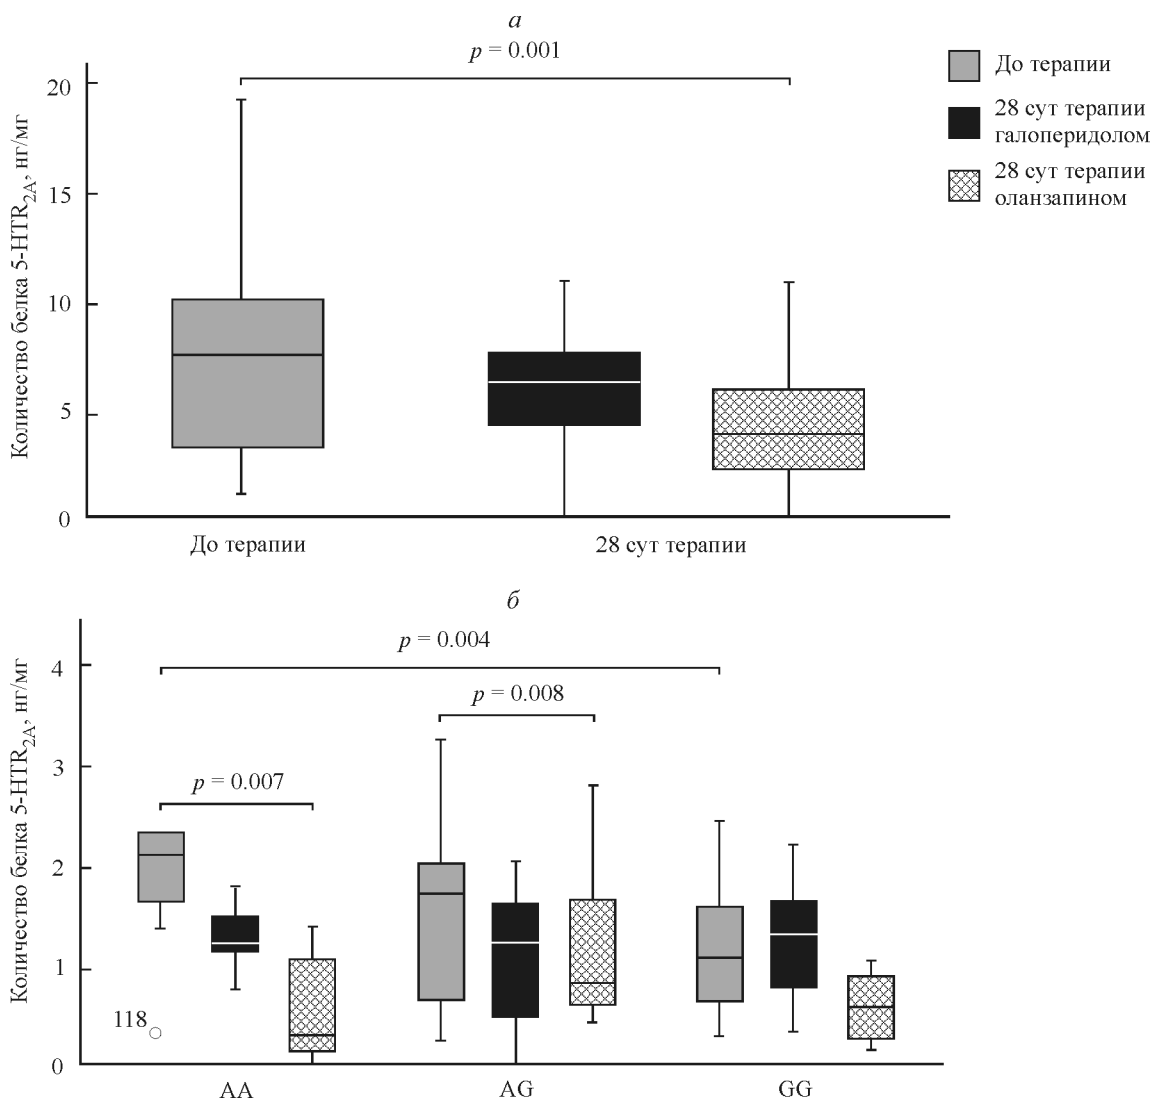 а
p = 0.001
До терапии
28 сут терапии
галоперидолом
28 сут терапии
оланзапином
Количество белка 5-HTR2A, нг/мг
20
15
10
5
0
До терапии
28 сут терапии
б
p = 0.004
p = 0.008
p = 0.007
Количество белка 5-HTR2A, нг/мг
4
3
2
1
0
118
AA
AG
GG